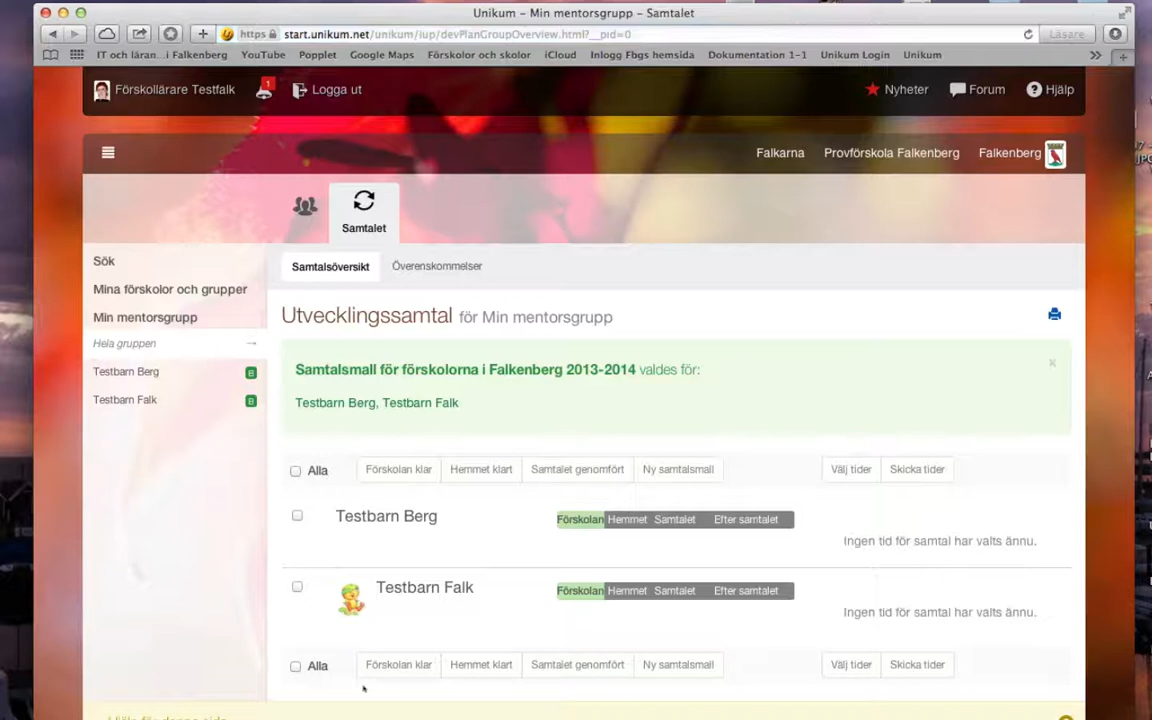 Unikum – Min mentorsgrupp – Samtalet
https start.unikum.net/unikum/iup/devPlanGroupOverview.html?__pid=0 Läsare
IT och läran...i Falkenberg YouTube Popplet Google Maps Förskolor och skolor iCloud Inlogg Fbgs hemsida Dokumentation 1–1 Unikum Login Unikum
Förskollärare Testfalk 1 Logga ut Nyheter Forum Hjälp
Falkarna Provförskola Falkenberg Falkenberg
Samtalet
Sök
Mina förskolor och grupper
Min mentorsgrupp
Hela gruppen
Testbarn Berg B
Testbarn Falk B
Samtalsöversikt Överenskommelser
Utvecklingssamtal för Min mentorsgrupp
Samtalsmall för förskolorna i Falkenberg 2013-2014 valdes för:
Testbarn Berg, Testbarn Falk
Alla Förskolan klar Hemmet klart Samtalet genomfört Ny samtalsmall Välj tider Skicka tider
Testbarn Berg Förskolan Hemmet Samtalet Efter samtalet
Ingen tid för samtal har valts ännu.
Testbarn Falk Förskolan Hemmet Samtalet Efter samtalet
Ingen tid för samtal har valts ännu.
Alla Förskolan klar Hemmet klart Samtalet genomfört Ny samtalsmall Välj tider Skicka tider